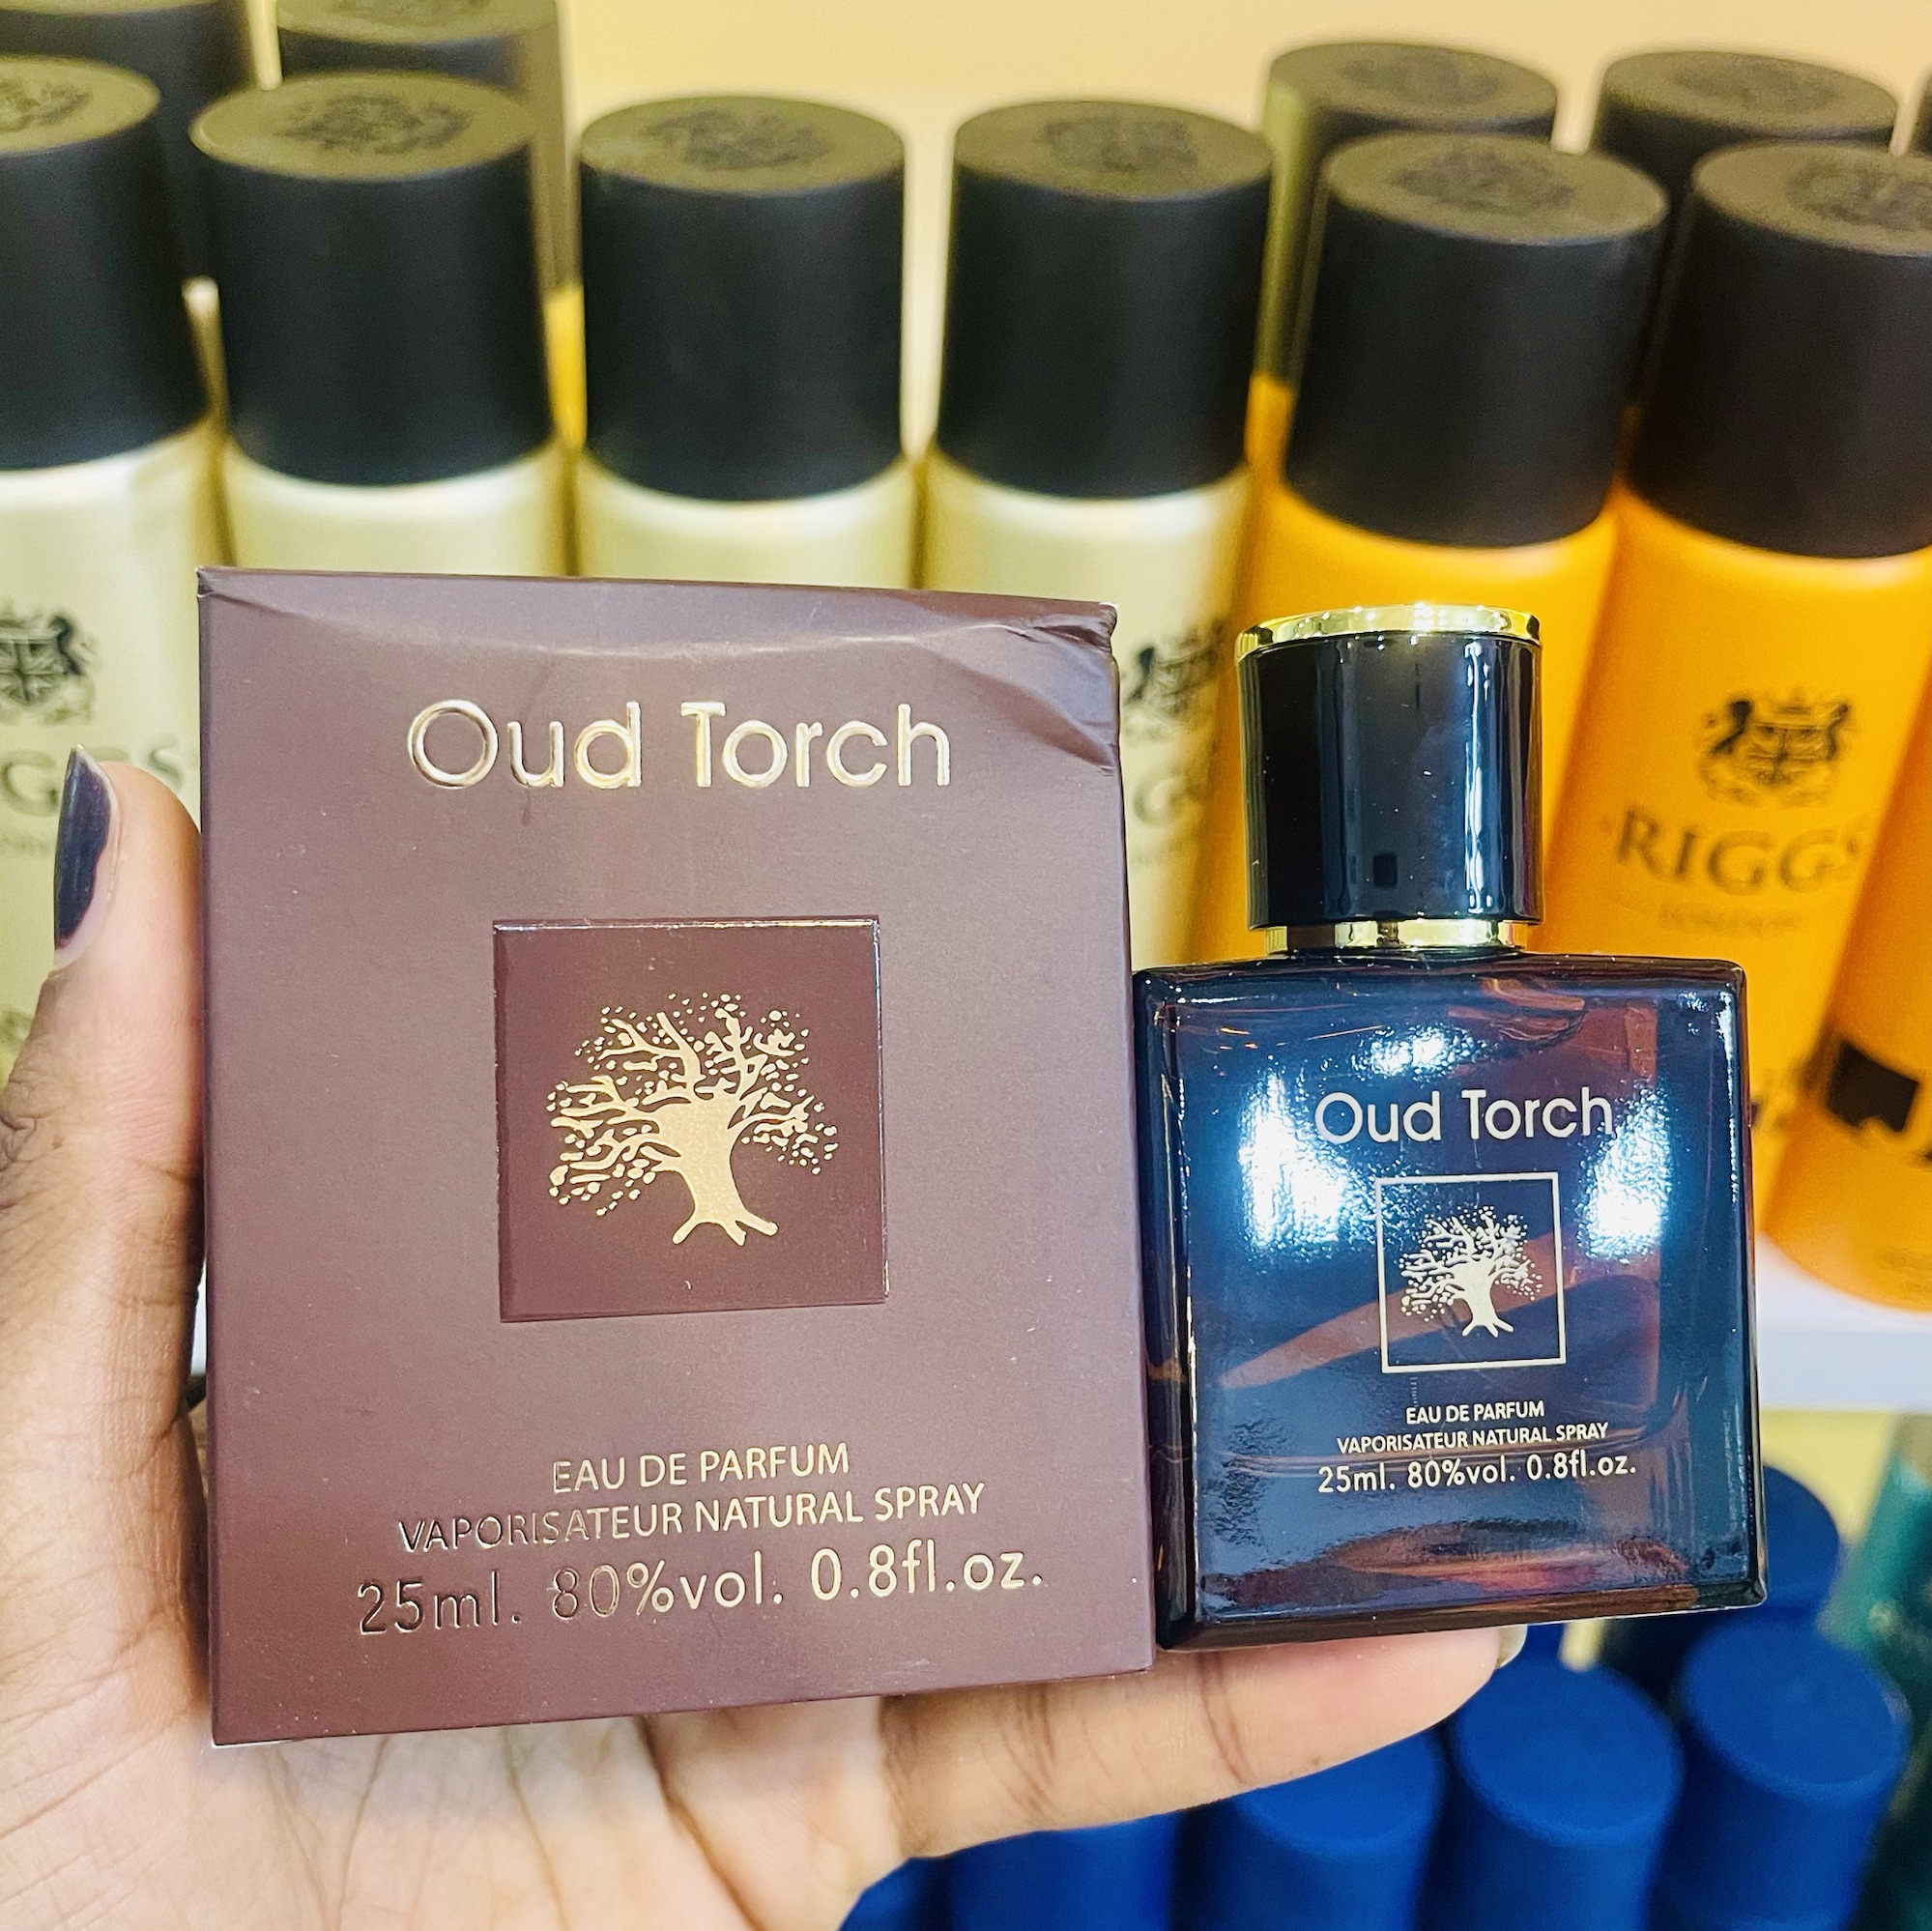 Oud Torch
EAU DE PARFUM
VAPORISATEUR NATURAL SPRAY
25ml. 80%vol. 0.8fl.oz.
Oud Torch
EAU DE PARFUM
VAPORISATEUR NATURAL SPRAY
25ml. 80%vol. 0.8fl.oz.
RIGGS
LONDON